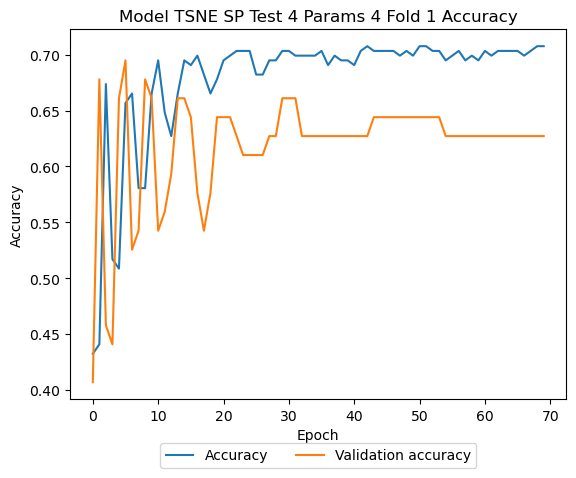 Model TSNE SP Test 4 Params 4 Fold 1 Accuracy
0.70
0.65
0.60
0.55
0.50
0.45
0.40
Accuracy
0 10 20 30 40 50 60 70
Epoch
Accuracy Validation accuracy